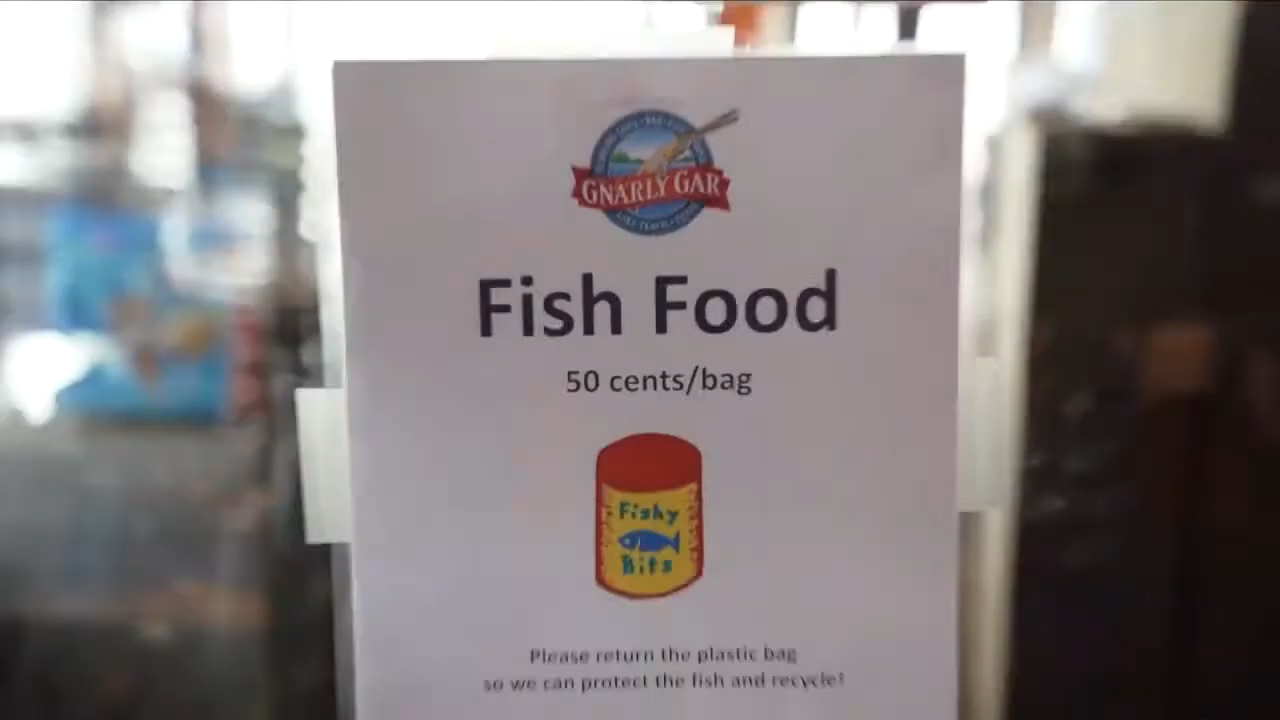 GNARLY GAR
Fish Food
50 cents/bag
Fishy
Bits
Please return the plastic bag
so we can protect the fish and recycle!